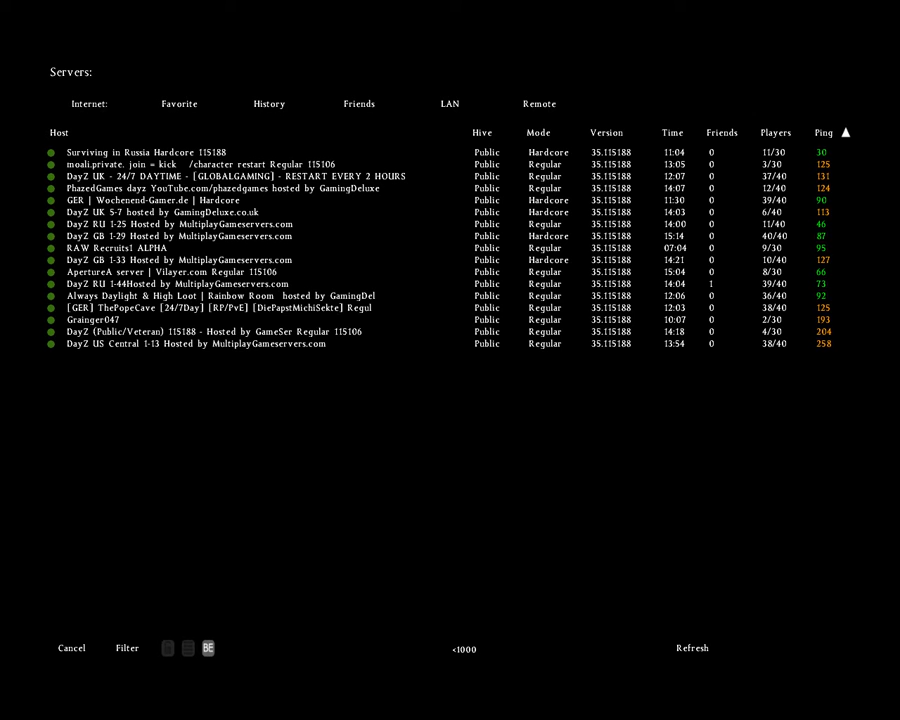 Servers:
Internet: Favorite History Friends LAN Remote
Host Hive Mode Version Time Friends Players Ping
Surviving in Russia Hardcore 115188 Public Hardcore 35.115188 11:04 0 11/30 30
moali.private. join = kick /character restart Regular 115106 Public Regular 35.115188 13:05 0 3/30 125
DayZ UK - 24/7 DAYTIME - [GLOBALGAMING] - RESTART EVERY 2 HOURS Public Regular 35.115188 12:07 0 37/40 131
PhazedGames dayz YouTube.com/phazedgames hosted by GamingDeluxe Public Regular 35.115188 14:07 0 12/40 124
GER | Wochenend-Gamer.de | Hardcore Public Hardcore 35.115188 11:30 0 39/40 90
DayZ UK 5-7 hosted by GamingDeluxe.co.uk Public Regular 35.115188 14:03 0 6/40 113
DayZ RU 1-25 Hosted by MultiplayGameservers.com Public Regular 35.115188 14:00 0 11/40 46
DayZ GB 1-29 Hosted by MultiplayGameservers.com Public Hardcore 35.115188 15:14 0 40/40 87
RAW Recruits1 ALPHA Public Regular 35.115188 07:04 0 9/30 95
DayZ GB 1-33 Hosted by MultiplayGameservers.com Public Hardcore 35.115188 14:21 0 10/40 127
ApertureA server | Vilayer.com Regular 115106 Public Regular 35.115188 15:04 0 8/30 66
DayZ RU 1-44Hosted by MultiplayGameservers.com Public Regular 35.115188 14:04 1 39/40 73
Always Daylight & High Loot | Rainbow Room hosted by GamingDel Public Regular 35.115188 12:06 0 36/40 92
[GER] ThePopeCave [24/7Day] [RP/PvE] [DiePapstMichiSekte] Regul Public Regular 35.115188 12:03 0 38/40 125
Grainger047 Public Regular 35.115188 10:07 0 2/30 193
DayZ (Public/Veteran) 115188 - Hosted by GameSer Regular 115106 Public Regular 35.115188 14:18 0 4/30 204
DayZ US Central 1-13 Hosted by MultiplayGameservers.com Public Regular 35.115188 13:54 0 38/40 258
Cancel Filter BE <1000 Refresh